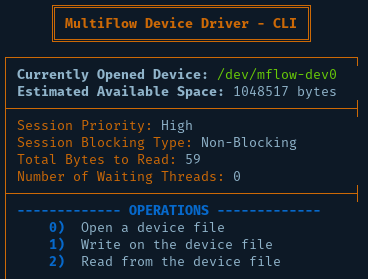 MultiFlow Device Driver - CLI
Currently Opened Device: /dev/mflow-dev0
Estimated Available Space: 1048517 bytes
Session Priority: High
Session Blocking Type: Non-Blocking
Total Bytes to Read: 59
Number of Waiting Threads: 0
------------- OPERATIONS -------------
0) Open a device file
1) Write on the device file
2) Read from the device file